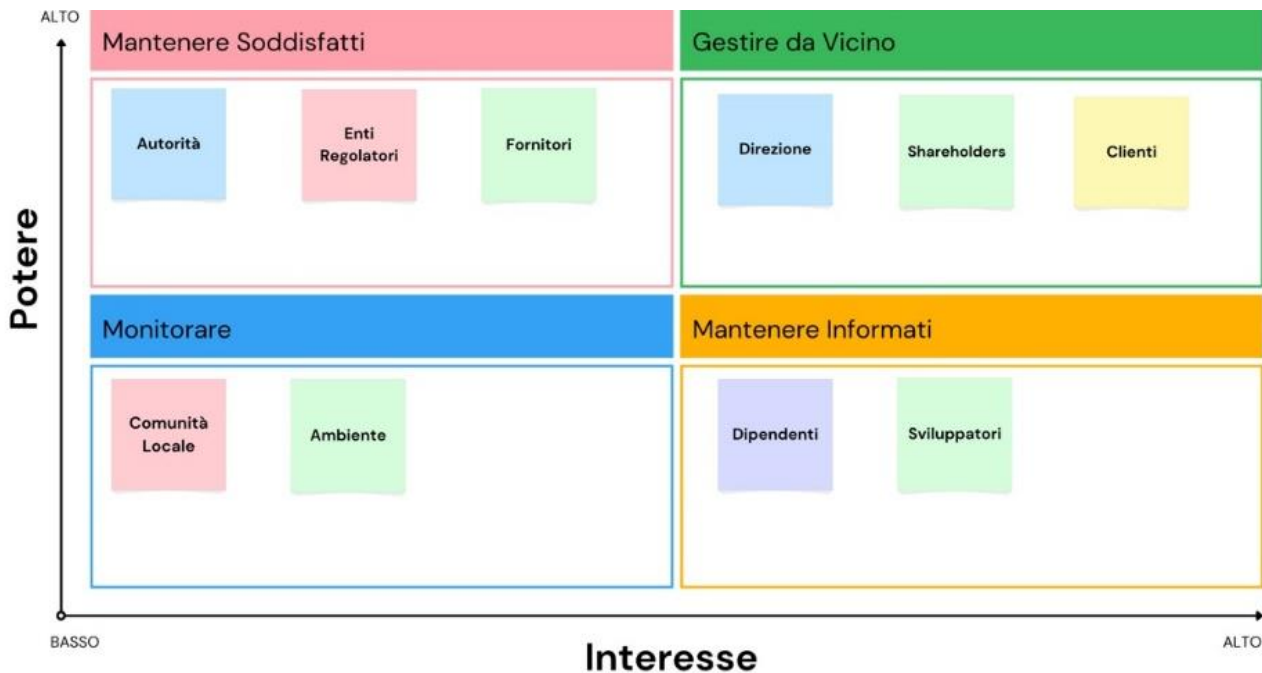 ALTO
Mantenere Soddisfatti
Gestire da Vicino
Autorità
Enti
Regolatori
Fornitori
Direzione
Shareholders
Clienti
Potere
Monitorare
Mantenere Informati
Comunità
Locale
Ambiente
Dipendenti
Sviluppatori
BASSO
Interesse
ALTO